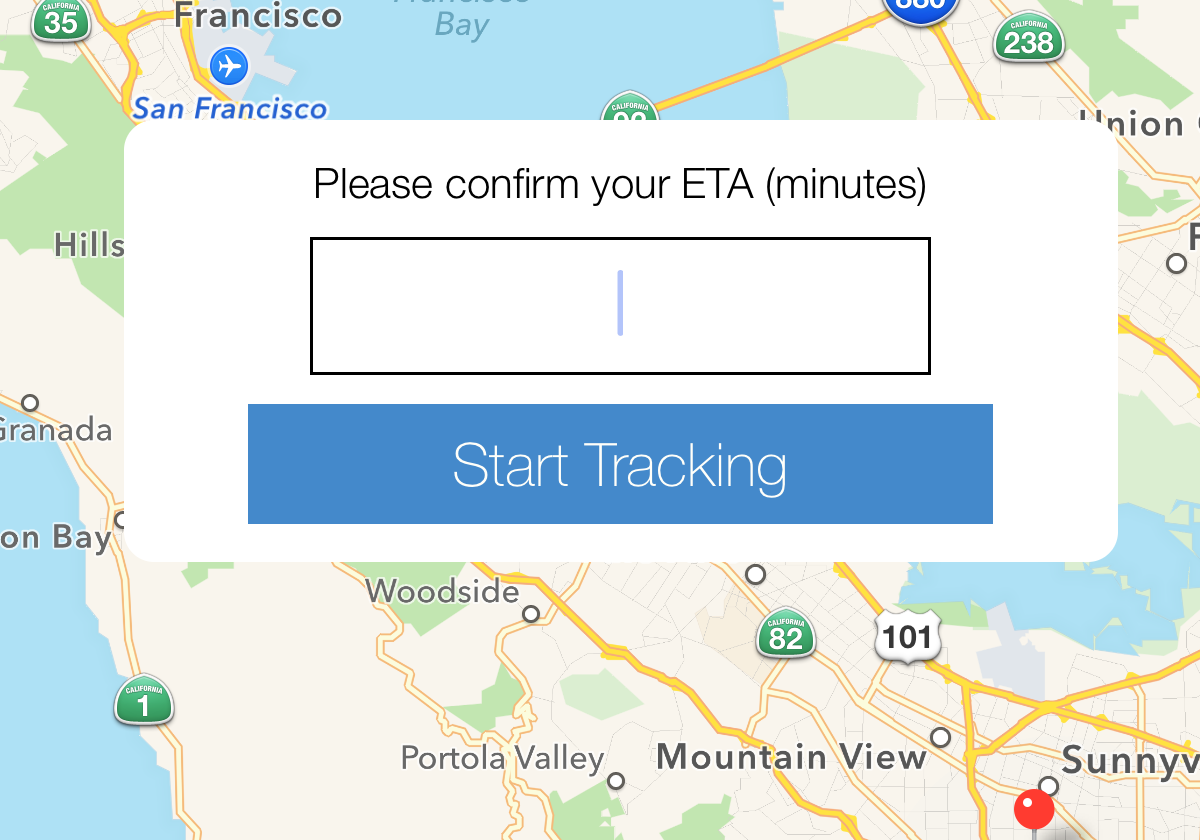 Francisco
Bay
CALIFORNIA
35
Francisco
880
CALIFORNIA
238
San Francisco
CALIFORNIA
Union
Please confirm your ETA (minutes)
Hills
Start Tracking
Granada
on Bay
Woodside
CALIFORNIA
82
101
CALIFORNIA
1
Portola Valley
Mountain View
Sunnyv